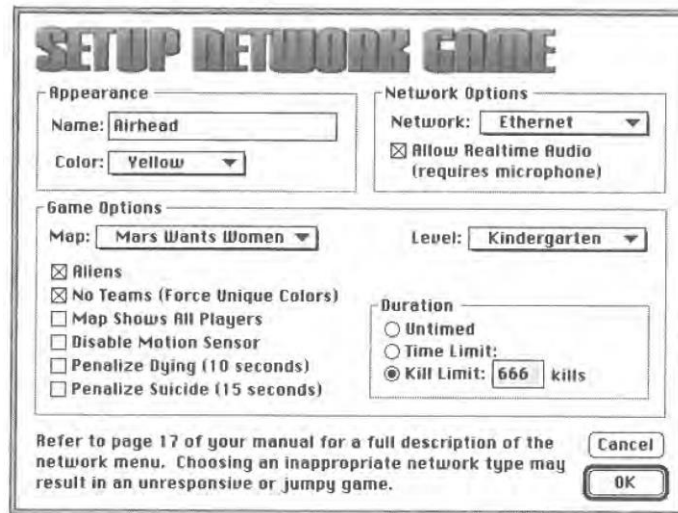 SETUP NETWORK GAME
Appearance
Name: Airhead
Color: Yellow
Network Options
Network: Ethernet
Allow Realtime Audio
(requires microphone)
Game Options
Map: Mars Wants Women
Level: Kindergarten
Aliens
No Teams (Force Unique Colors)
Map Shows All Players
Disable Motion Sensor
Penalize Dying (10 seconds)
Penalize Suicide (15 seconds)
Duration
Untimed
Time Limit:
Kill Limit: 666 kills
Refer to page 17 of your manual for a full description of the
network menu. Choosing an inappropriate network type may
result in an unresponsive or jumpy game.
Cancel
OK